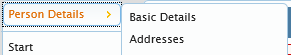 Person Details
Basic Details
Addresses
Start